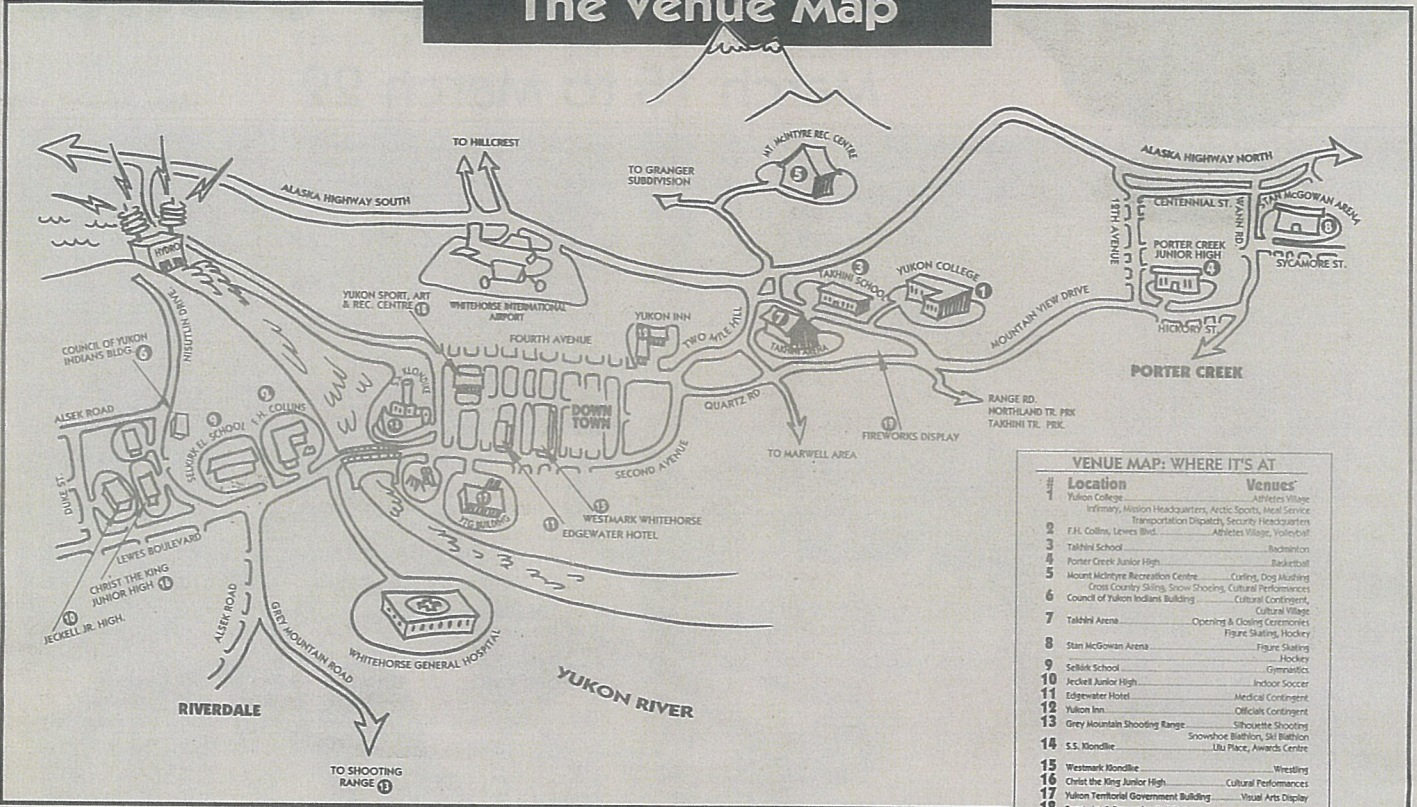 The Venue Map
TO HILLCREST
ALASKA HIGHWAY SOUTH
TO GRANGER
SUBDIVISION
MT. McINTYRE REC. CENTRE
5
ALASKA HIGHWAY NORTH
CENTENNIAL ST.
12TH AVENUE
WANN RD
STAN McGOWAN ARENA
8
SYCAMORE ST.
PORTER CREEK
JUNIOR HIGH
4
HICKORY ST.
PORTER CREEK
HYDRO
WHITEHORSE INTERNATIONAL
AIRPORT
YUKON SPORT, ART
& REC. CENTRE
3
TAKHINI SCHOOL
YUKON COLLEGE
1
7
TAKHINI ARENA
MOUNTAIN VIEW DRIVE
YUKON INN
FOURTH AVENUE
TWO MILE HILL
NISUTLIN DRIVE
COUNCIL OF YUKON
INDIANS BLDG. 6
KLONDIKE
DOWN
TOWN
QUARTZ RD
RANGE RD.
NORTHLAND TR. PRK
TAKHINI TR. PRK.
FIREWORKS DISPLAY
TO MARWELL AREA
SECOND AVENUE
ALSEK ROAD
9
SELKIRK EL SCHOOL
2
F.H. COLLINS
DUKE ST.
YTG BUILDING
WESTMARK WHITEHORSE
EDGEWATER HOTEL
LEWES BOULEVARD
CHRIST THE KING
JUNIOR HIGH 16
10
JECKELL JR. HIGH.
ALSEK ROAD
GREY MOUNTAIN ROAD
WHITEHORSE GENERAL HOSPITAL
YUKON RIVER
RIVERDALE
TO SHOOTING
RANGE 13
VENUE MAP: WHERE IT'S AT
# Location Venues
1 Yukon College Athletes Village
Infirmary, Mission Headquarters, Arctic Sports, Meal Service
Transportation Dispatch, Security Headquarters
2 F.H. Collins, Lewes Blvd. Athletes Village, Volleyball
3 Takhini School Badminton
4 Porter Creek Junior High Basketball
5 Mount McIntyre Recreation Centre Curling, Dog Mushing
Cross Country Skiing, Snow Shoeing, Cultural Performances
6 Council of Yukon Indians Building Cultural Contingent,
Cultural Village
7 Takhini Arena Opening & Closing Ceremonies
Figure Skating, Hockey
8 Stan McGowan Arena Figure Skating
Hockey
9 Selkirk School Gymnastics
10 Jeckell Junior High Indoor Soccer
11 Edgewater Hotel Medical Contingent
12 Yukon Inn Officials Contingent
13 Grey Mountain Shooting Range Silhouette Shooting
Snowshoe Biathlon, Ski Biathlon
14 S.S. Klondike Ulu Place, Awards Centre
15 Westmark Klondike Wrestling
16 Christ the King Junior High Cultural Performances
17 Yukon Territorial Government Building Visual Arts Display